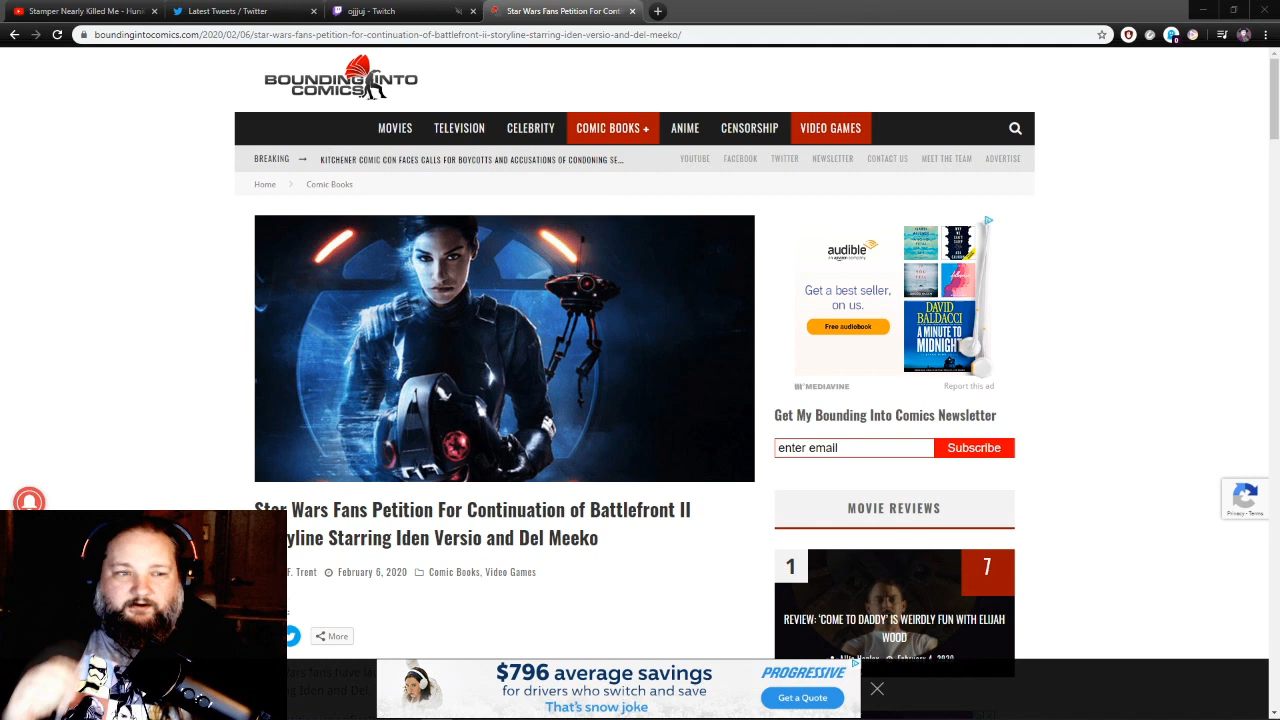 Stamper Nearly Killed Me - Huni
Latest Tweets / Twitter
ojjjuj - Twitch
Star Wars Fans Petition For Cont
boundingintocomics.com/2020/02/06/star-wars-fans-petition-for-continuation-of-battlefront-ii-storyline-starring-iden-versio-and-del-meeko/
BOUNDING INTO
COMICS
MOVIES TELEVISION CELEBRITY COMIC BOOKS + ANIME CENSORSHIP VIDEO GAMES
BREAKING → KITCHENER COMIC CON FACES CALLS FOR BOYCOTTS AND ACCUSATIONS OF CONDONING SE... YOUTUBE FACEBOOK TWITTER NEWSLETTER CONTACT US MEET THE TEAM ADVERTISE
Home Comic Books
audible
an amazon company
Get a best seller,
on us.
Free audiobook
DAVID
BALDACCI
A MINUTE TO
MIDNIGHT
MEDIAVINE Report this ad
Get My Bounding Into Comics Newsletter
enter email Subscribe
Privacy - Terms
MOVIE REVIEWS
Star Wars Fans Petition For Continuation of Battlefront II
yline Starring Iden Versio and Del Meeko
F. Trent February 6, 2020 Comic Books, Video Games
More
1 7
REVIEW: 'COME TO DADDY' IS WEIRDLY FUN WITH ELIJAH
WOOD
February 4, 2020
$796 average savings
for drivers who switch and save
That's snow joke
PROGRESSIVE
Get a Quote